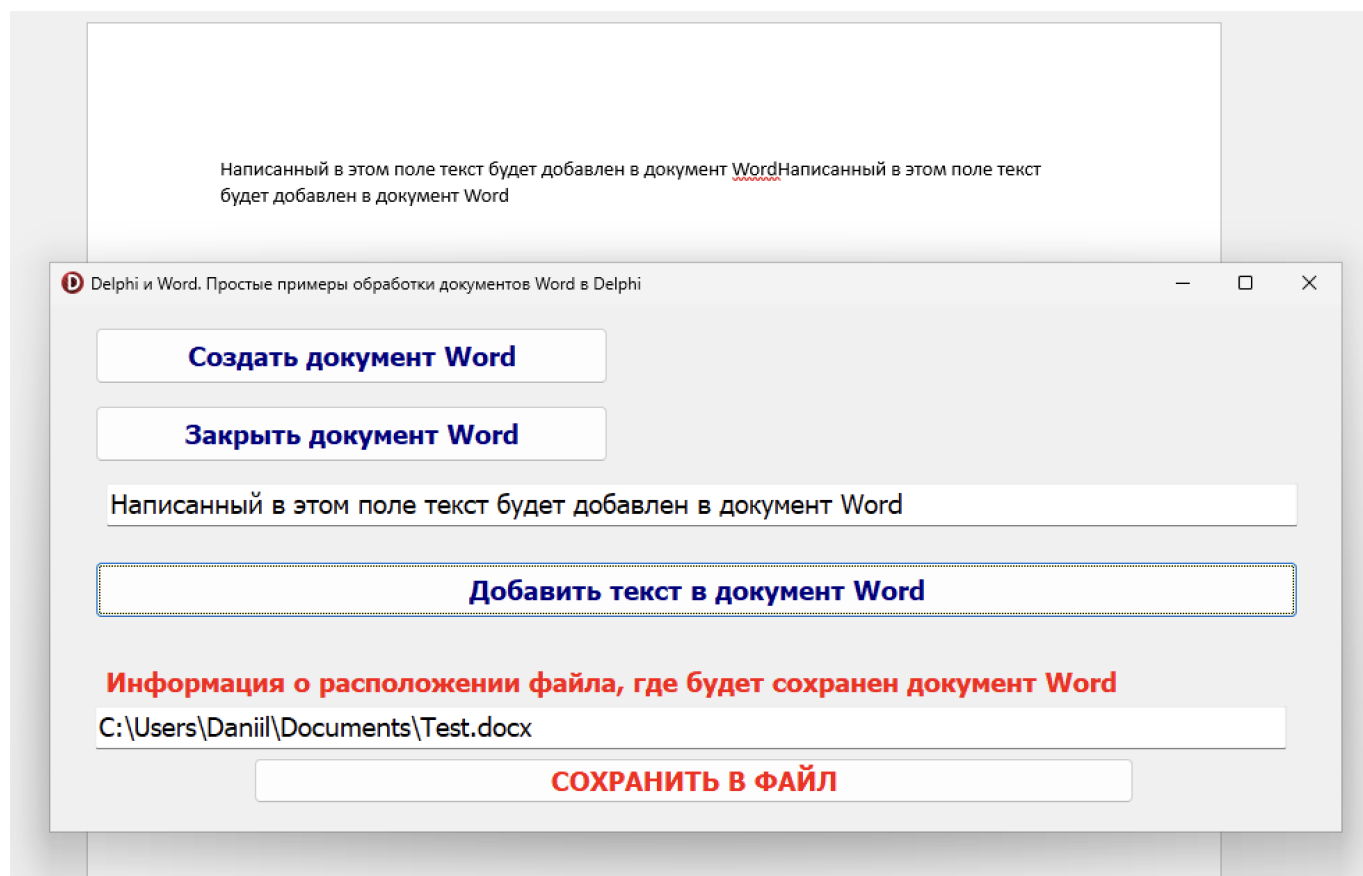 Написанный в этом поле текст будет добавлен в документ WordНаписанный в этом поле текст
будет добавлен в документ Word
Delphi и Word. Простые примеры обработки документов Word в Delphi
Создать документ Word
Закрыть документ Word
Написанный в этом поле текст будет добавлен в документ Word
Добавить текст в документ Word
Информация о расположении файла, где будет сохранен документ Word
C:\Users\Daniil\Documents\Test.docx
СОХРАНИТЬ В ФАЙЛ